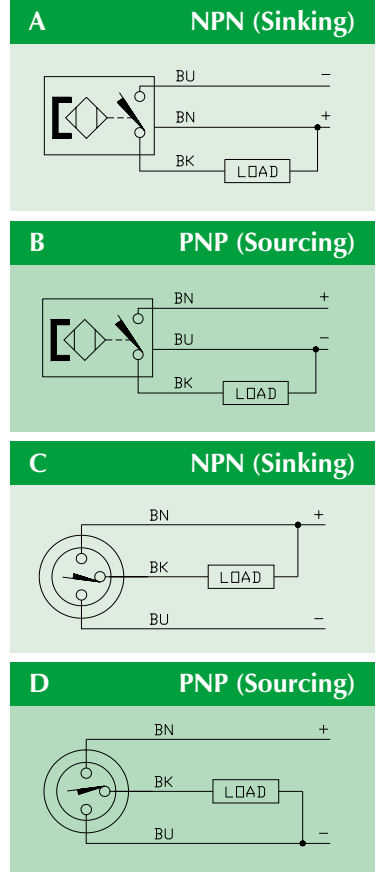 A NPN (Sinking)
BU −
BN +
BK LOAD
B PNP (Sourcing)
BN +
BU −
BK LOAD
C NPN (Sinking)
BN +
BK LOAD
BU −
D PNP (Sourcing)
BN +
BK LOAD
BU −